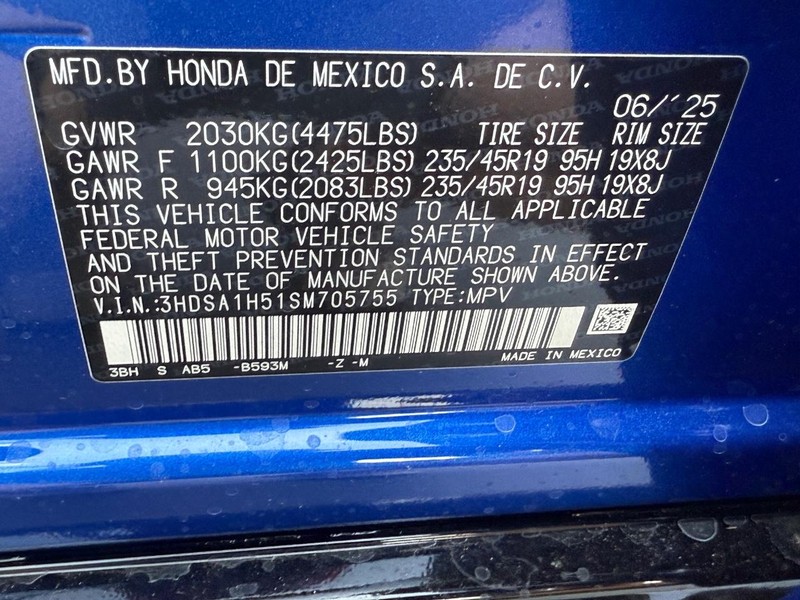 MFD.BY HONDA DE MEXICO S.A. DE C.V.
06/'25
GVWR 2030KG(4475LBS) TIRE SIZE RIM SIZE
GAWR F 1100KG(2425LBS) 235/45R19 95H 19X8J
GAWR R 945KG(2083LBS) 235/45R19 95H 19X8J
THIS VEHICLE CONFORMS TO ALL APPLICABLE
FEDERAL MOTOR VEHICLE SAFETY
AND THEFT PREVENTION STANDARDS IN EFFECT
ON THE DATE OF MANUFACTURE SHOWN ABOVE.
V.I.N.:3HDSA1H51SM705755 TYPE:MPV
3BH S AB5 -B593M -Z -M MADE IN MEXICO